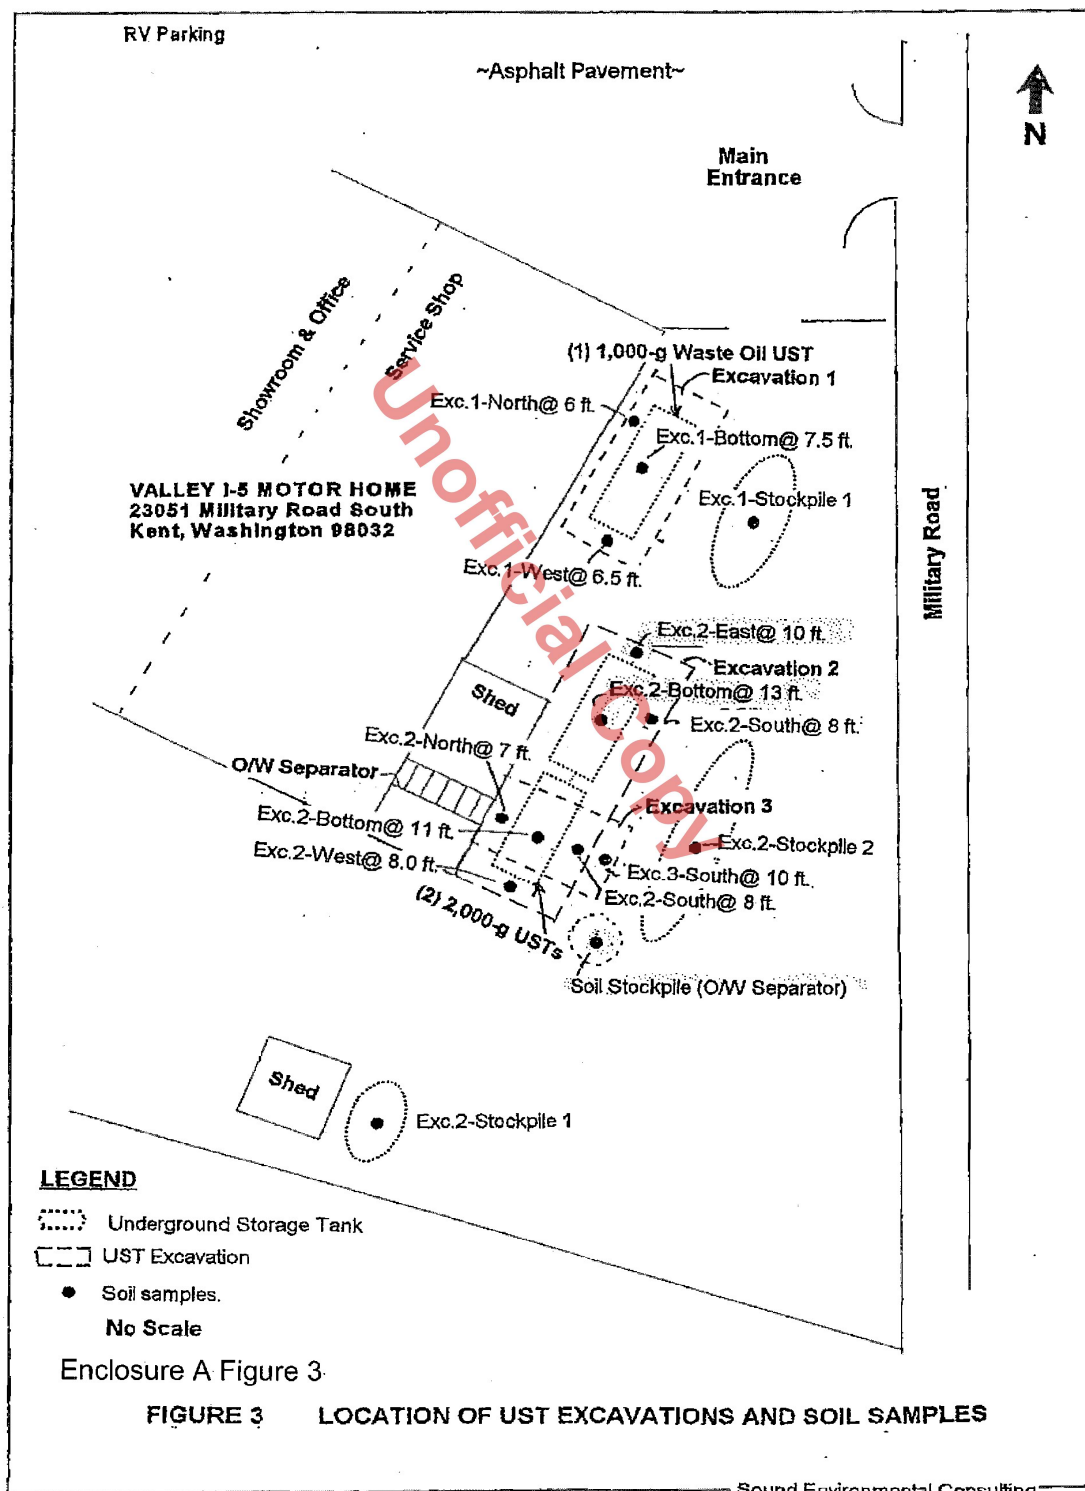 RV Parking
~Asphalt Pavement~
N
Main
Entrance
Showroom & Office
Service Shop
(1) 1,000-g Waste Oil UST
Excavation 1
Exc.1-North@ 6 ft.
Exc.1-Bottom@ 7.5 ft.
VALLEY I-5 MOTOR HOME
23051 Military Road South
Kent, Washington 98032
Exc.1-Stockpile 1
Military Road
Exc.1-West@ 6.5 ft.
Unofficial Copy
Exc.2-East@ 10 ft.
Excavation 2
Shed
Exc.2-Bottom@ 13 ft.
Exc.2-South@ 8 ft.
Exc.2-North@ 7 ft.
O/W Separator
Excavation 3
Exc.2-Bottom@ 11 ft.
Exc.2-Stockpile 2
Exc.2-West@ 8.0 ft.
Exc.3-South@ 10 ft.
Exc.2-South@ 8 ft.
(2) 2,000-g USTs
Soil Stockpile (O/W Separator)
Shed
Exc.2-Stockpile 1
LEGEND
Underground Storage Tank
UST Excavation
Soil samples.
No Scale
Enclosure A Figure 3
FIGURE 3 LOCATION OF UST EXCAVATIONS AND SOIL SAMPLES
Sound Environmental Consulting